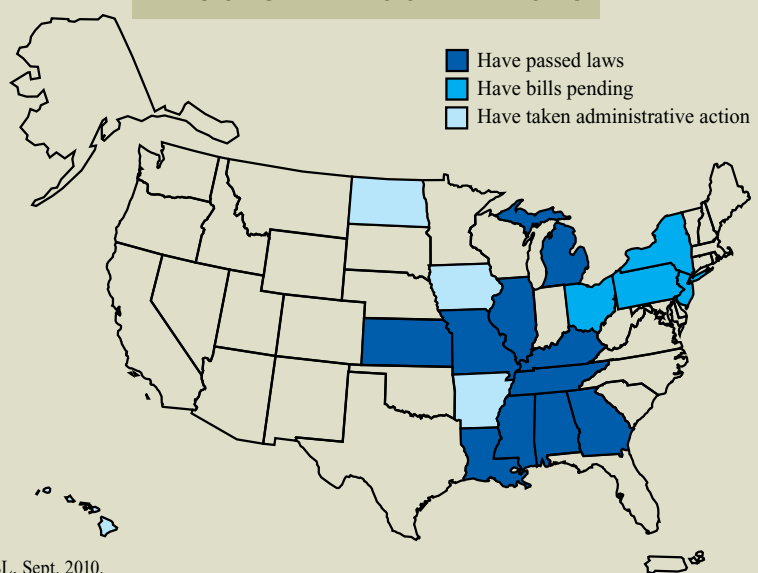 Have passed laws
Have bills pending
Have taken administrative action
Sept. 2010.